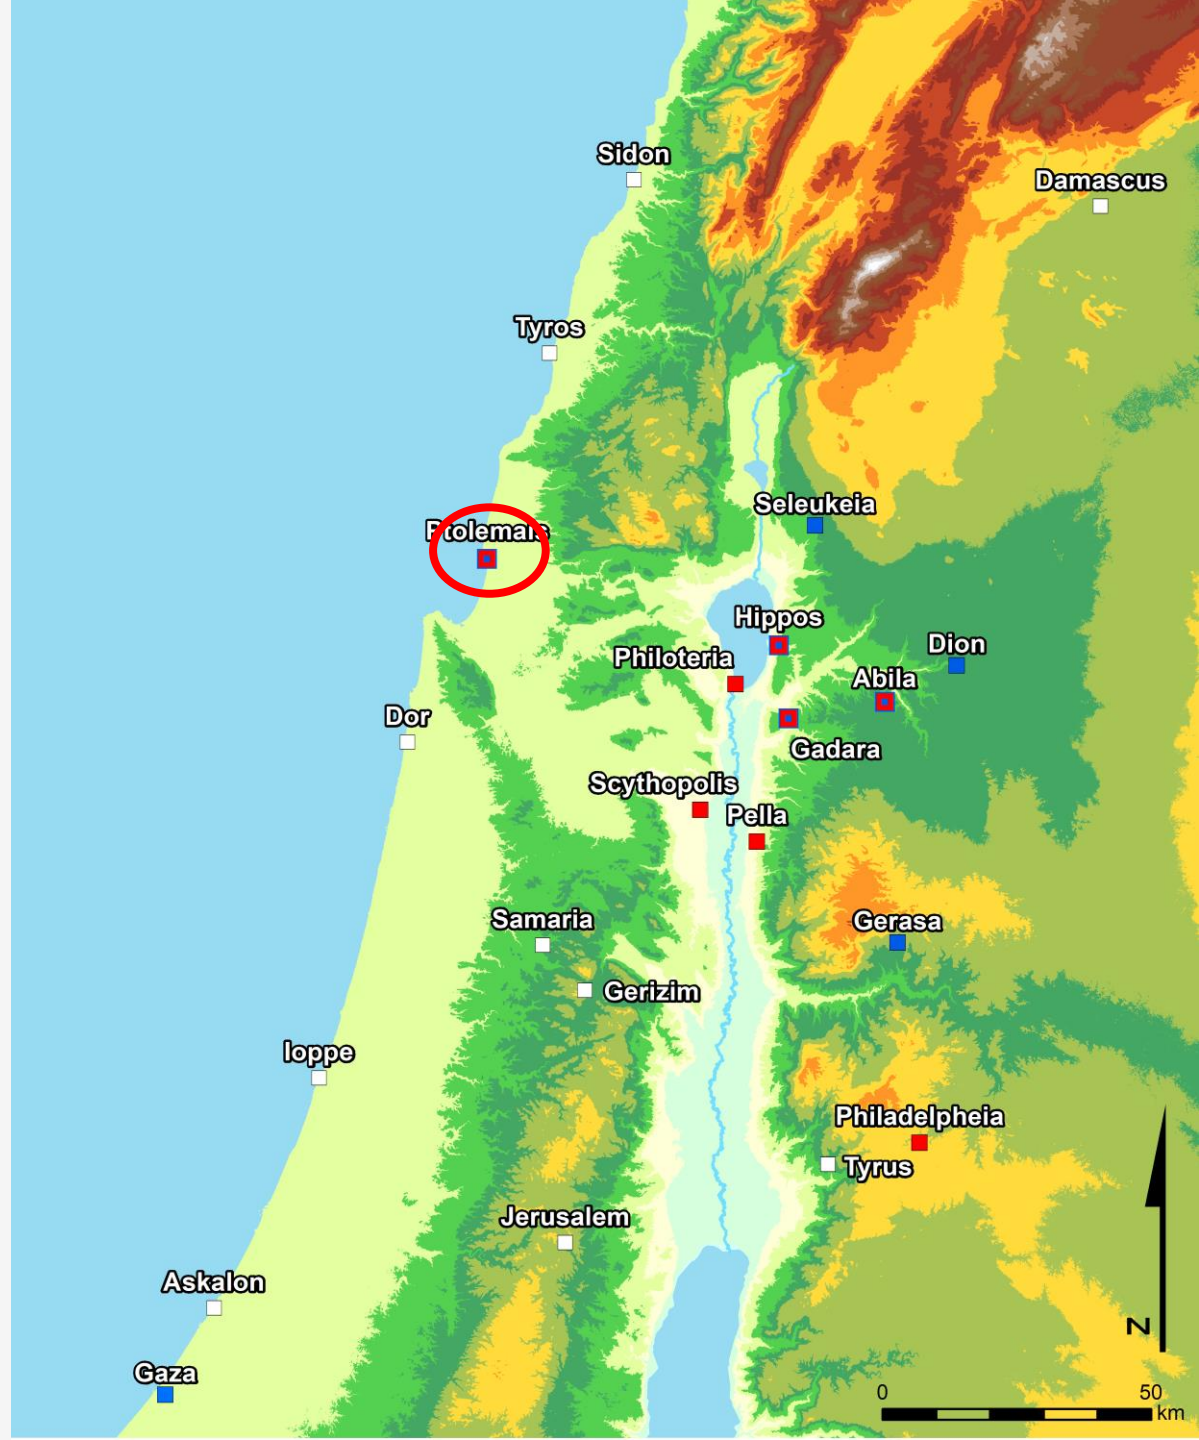 Sidon
Damascus
Tyros
Seleukeia
Ptolemais
Hippos
Dion
Philoteria
Abila
Dor
Gadara
Scythopolis
Pella
Samaria
Gerasa
Gerizim
Ioppe
Philadelpheia
Tyrus
Jerusalem
Askalon
N
Gaza
0 50
km